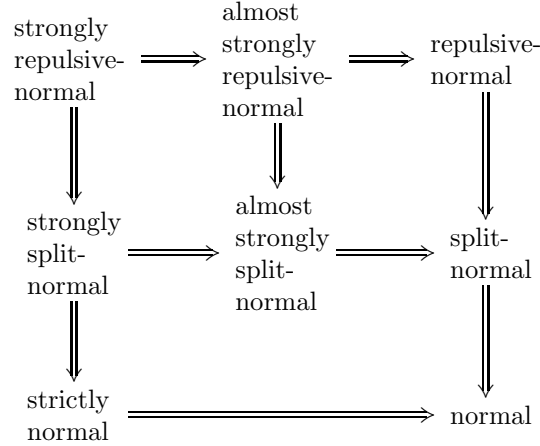 strongly
repulsive-
normal
almost
strongly
repulsive-
normal
repulsive-
normal
strongly
split-
normal
almost
strongly
split-
normal
split-
normal
strictly
normal
normal